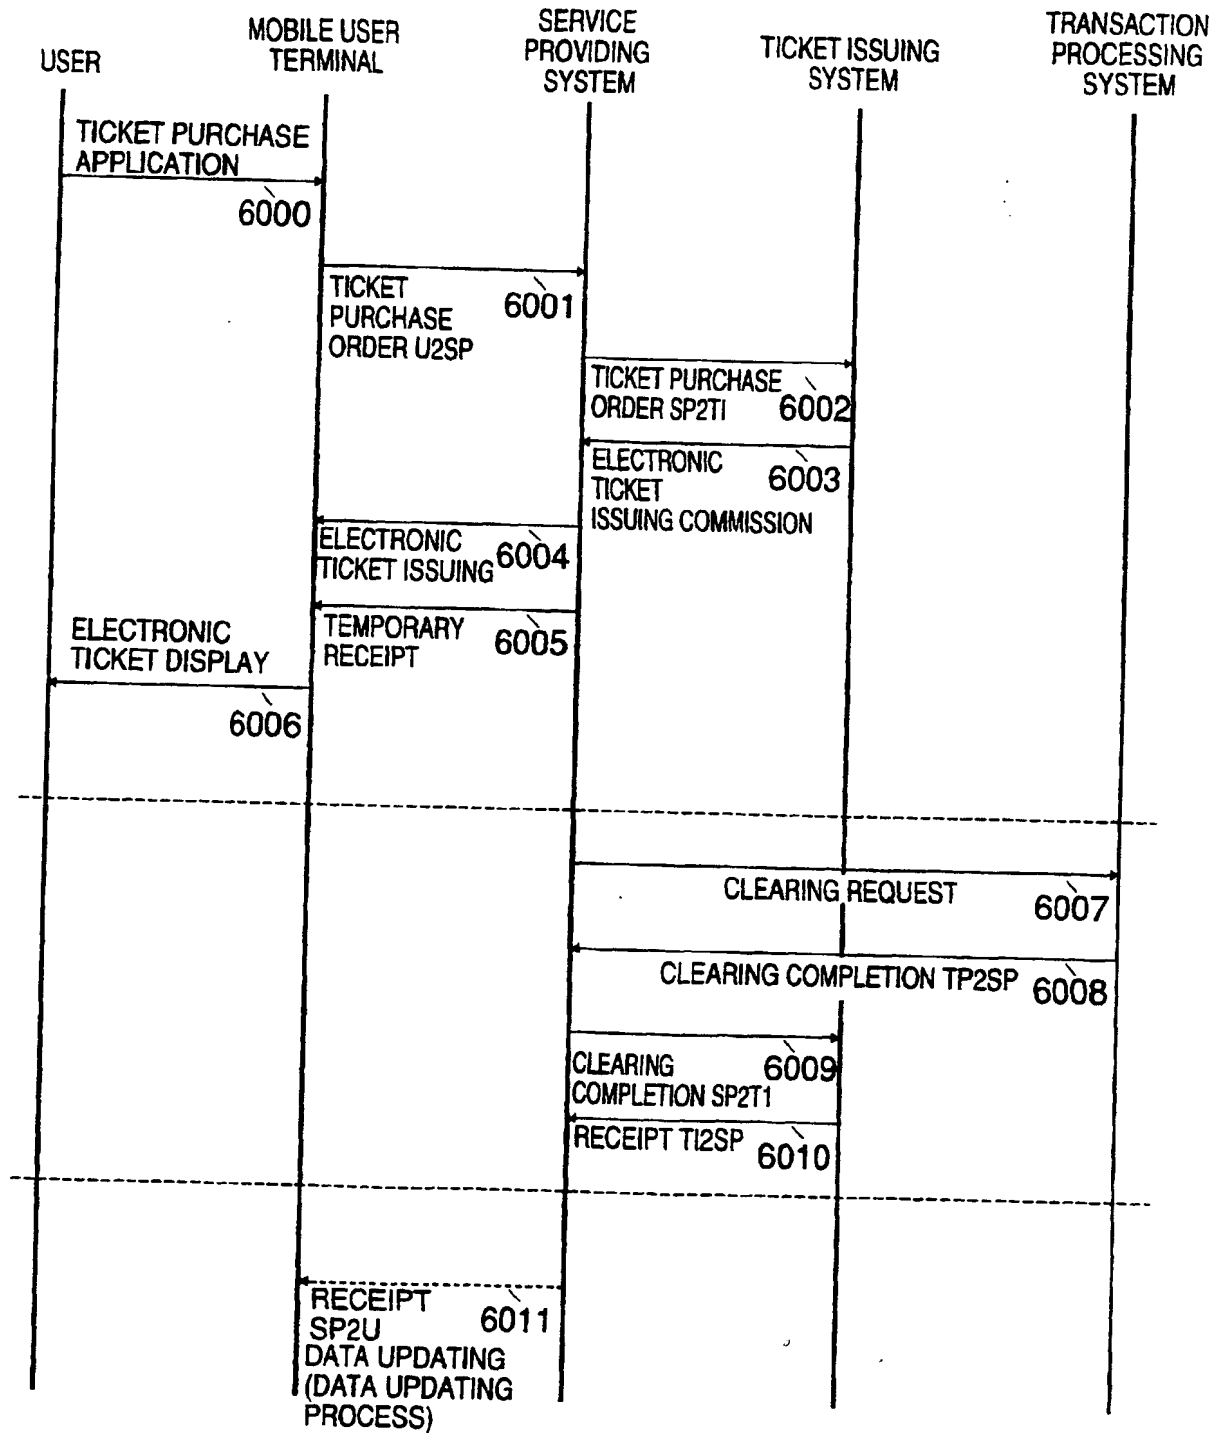 USER
MOBILE USER
TERMINAL
SERVICE
PROVIDING
SYSTEM
TICKET ISSUING
SYSTEM
TRANSACTION
PROCESSING
SYSTEM
TICKET PURCHASE
APPLICATION
6000
TICKET
PURCHASE
ORDER U2SP
6001
TICKET PURCHASE
ORDER SP2TI
6002
ELECTRONIC
TICKET
ISSUING COMMISSION
6003
ELECTRONIC
TICKET ISSUING
6004
TEMPORARY
RECEIPT
6005
ELECTRONIC
TICKET DISPLAY
6006
CLEARING REQUEST
6007
CLEARING COMPLETION TP2SP
6008
CLEARING
COMPLETION SP2T1
6009
RECEIPT TI2SP
6010
RECEIPT
SP2U
DATA UPDATING
(DATA UPDATING
PROCESS)
6011